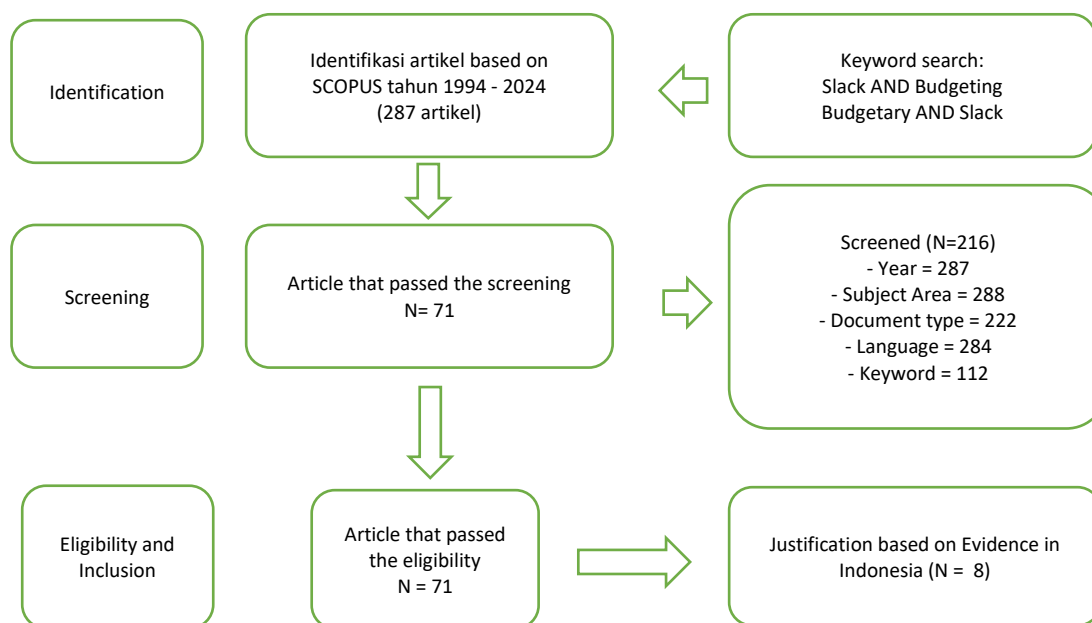 Identification
Identifikasi artikel based on
SCOPUS tahun 1994 - 2024
(287 artikel)
Keyword search:
Slack AND Budgeting
Budgetary AND Slack
Screening
Article that passed the screening
N= 71
Screened (N=216)
- Year = 287
- Subject Area = 288
- Document type = 222
- Language = 284
- Keyword = 112
Eligibility and
Inclusion
Article that passed
the eligibility
N = 71
Justification based on Evidence in
Indonesia (N =  8)